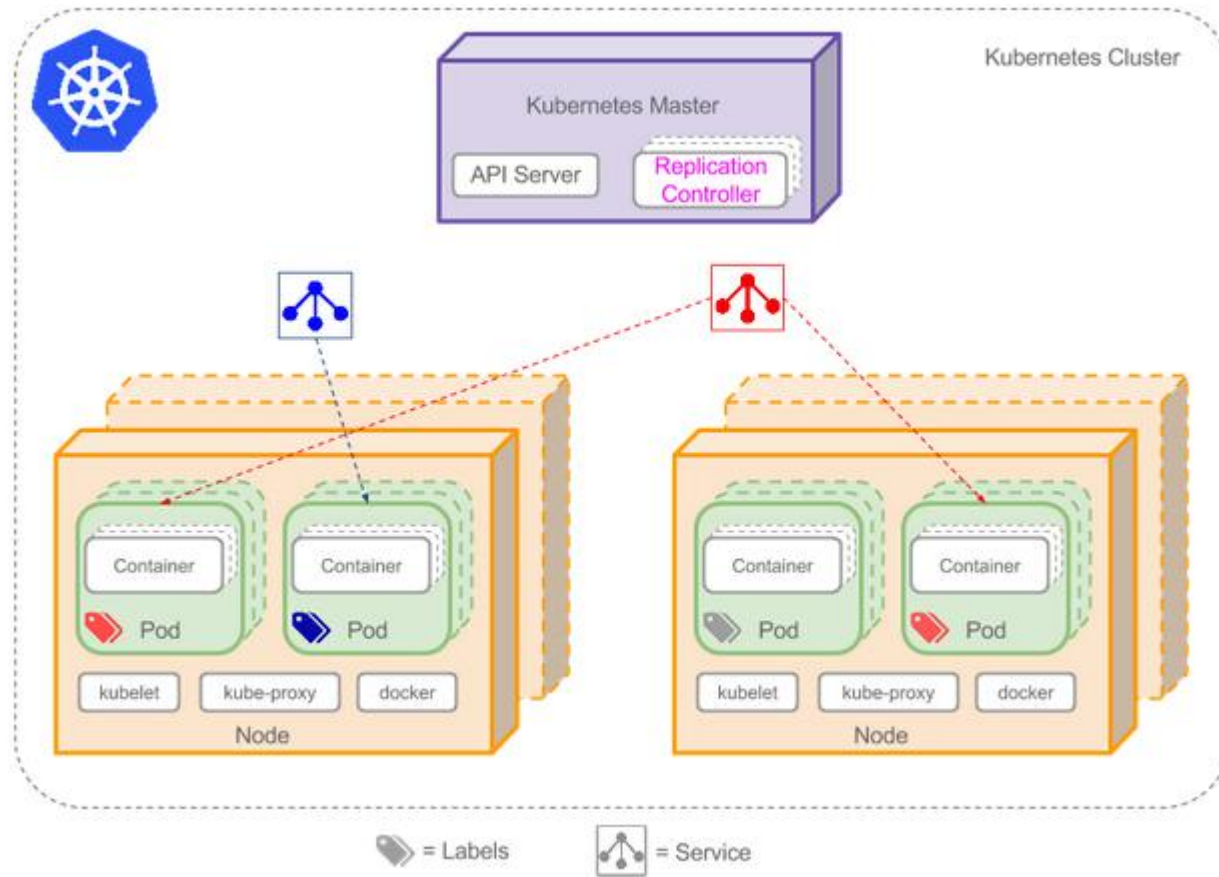 Kubernetes Cluster
Kubernetes Master
API Server
Replication
Controller
Container
Pod
Container
Pod
kubelet
kube-proxy
docker
Node
Container
Pod
Container
Pod
kubelet
kube-proxy
docker
Node
= Labels
= Service